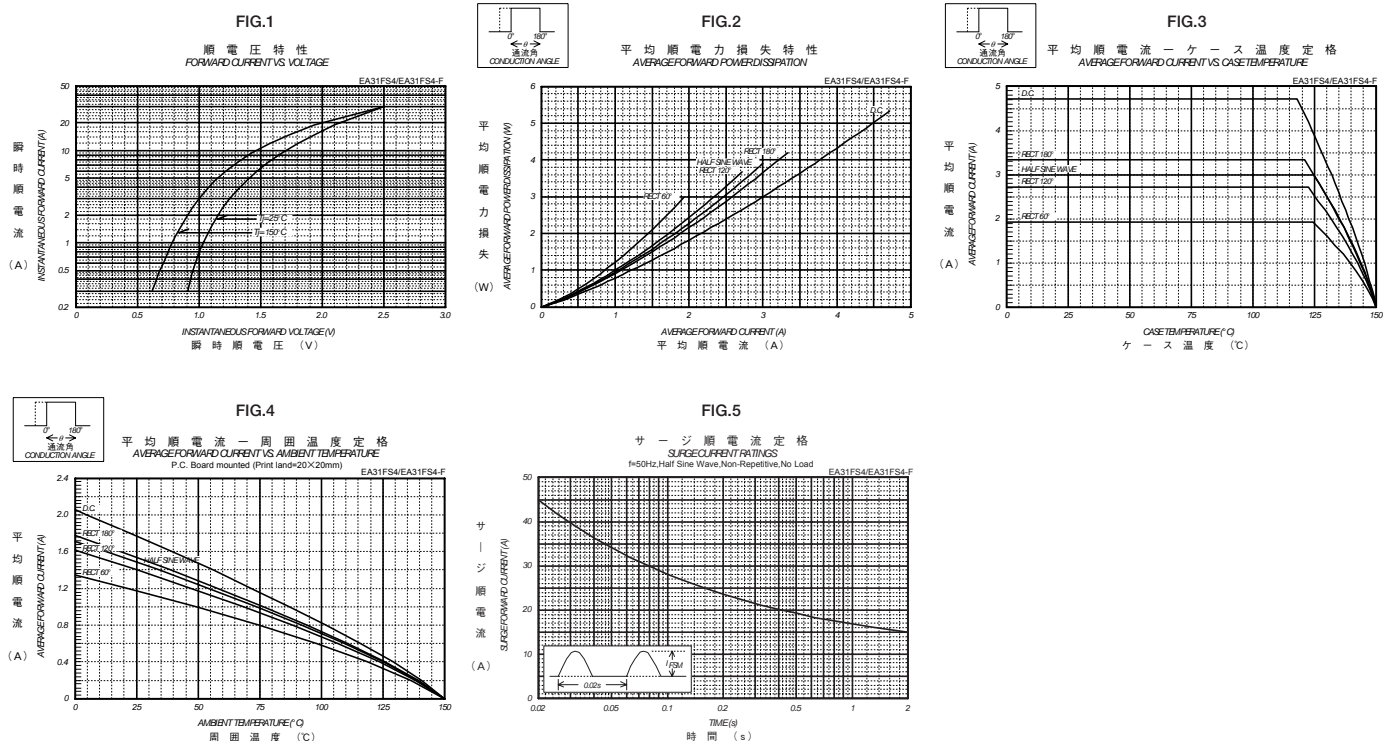 FIG.1
順電圧特性
FORWARD CURRENT VS. VOLTAGE
EA31FS4/EA31FS4-F
瞬時順電流 (A)
INSTANTANEOUS FORWARD CURRENT (A)
50
20
10
5
2
1
0.5
0.2
Tj=25°C
Tj=150°C
0 0.5 1.0 1.5 2.0 2.5 3.0
INSTANTANEOUS FORWARD VOLTAGE (V)
瞬時順電圧 (V)
0° 180°
θ
通流角
CONDUCTION ANGLE
FIG.2
平均順電力損失特性
AVERAGE FORWARD POWER DISSIPATION
EA31FS4/EA31FS4-F
平均順電力損失 (W)
AVERAGE FORWARD POWER DISSIPATION (W)
6
5
4
3
2
1
0
D.C.
RECT 180°
HALF SINE WAVE
RECT 120°
RECT 60°
0 1 2 3 4 5
AVERAGE FORWARD CURRENT (A)
平均順電流 (A)
0° 180°
θ
通流角
CONDUCTION ANGLE
FIG.3
平均順電流ーケース温度定格
AVERAGE FORWARD CURRENT VS. CASE TEMPERATURE
EA31FS4/EA31FS4-F
平均順電流 (A)
AVERAGE FORWARD CURRENT (A)
5
4
3
2
1
0
D.C.
RECT 180°
HALF SINE WAVE
RECT 120°
RECT 60°
0 25 50 75 100 125 150
CASE TEMPERATURE (°C)
ケース温度 (℃)
0° 180°
θ
通流角
CONDUCTION ANGLE
FIG.4
平均順電流ー周囲温度定格
AVERAGE FORWARD CURRENT VS. AMBIENT TEMPERATURE
P.C. Board mounted (Print land=20×20mm)
EA31FS4/EA31FS4-F
平均順電流 (A)
AVERAGE FORWARD CURRENT (A)
2.4
2.0
1.6
1.2
0.8
0.4
0
D.C.
RECT 180°
RECT 120°
HALF SINE WAVE
RECT 60°
0 25 50 75 100 125 150
AMBIENT TEMPERATURE (°C)
周囲温度 (℃)
FIG.5
サージ順電流定格
SURGE CURRENT RATINGS
f=50Hz,Half Sine Wave,Non-Repetitive,No Load
EA31FS4/EA31FS4-F
サージ順電流 (A)
SURGE FORWARD CURRENT (A)
50
40
30
20
10
0
I FSM
0.02s
0.02 0.05 0.1 0.2 0.5 1 2
TIME (s)
時間 (s)